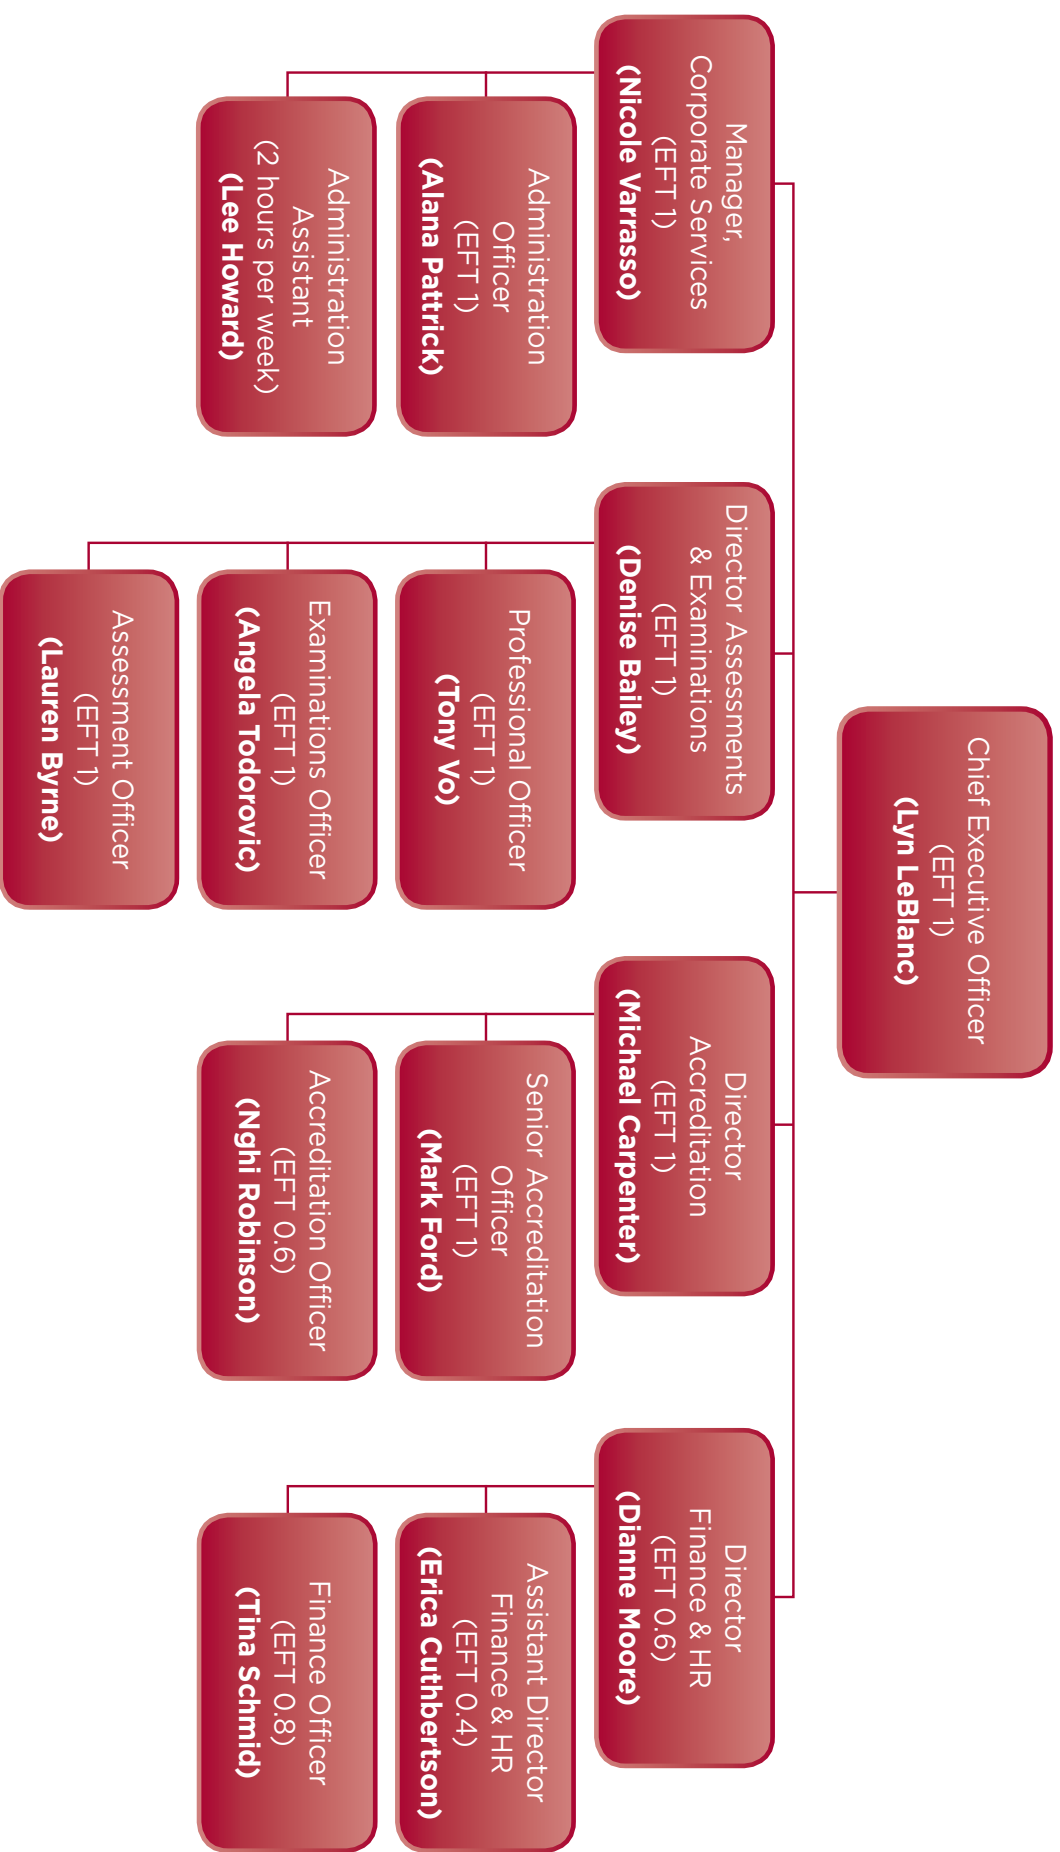 Chief Executive Officer
(EFT 1)
(Lyn LeBlanc)
Manager,
Corporate Services
(EFT 1)
(Nicole Varrasso)
Administration
Officer
(EFT 1)
(Alana Pattrick)
Administration
Assistant
(2 hours per week)
(Lee Howard)
Director Assessments
& Examinations
(EFT 1)
(Denise Bailey)
Professional Officer
(EFT 1)
(Tony Vo)
Examinations Officer
(EFT 1)
(Angela Todorovic)
Assessment Officer
(EFT 1)
(Lauren Byrne)
Director
Accreditation
(EFT 1)
(Michael Carpenter)
Senior Accreditation
Officer
(EFT 1)
(Mark Ford)
Accreditation Officer
(EFT 0.6)
(Nghi Robinson)
Director
Finance & HR
(EFT 0.6)
(Dianne Moore)
Assistant Director
Finance & HR
(EFT 0.4)
(Erica Cuthbertson)
Finance Officer
(EFT 0.8)
(Tina Schmid)